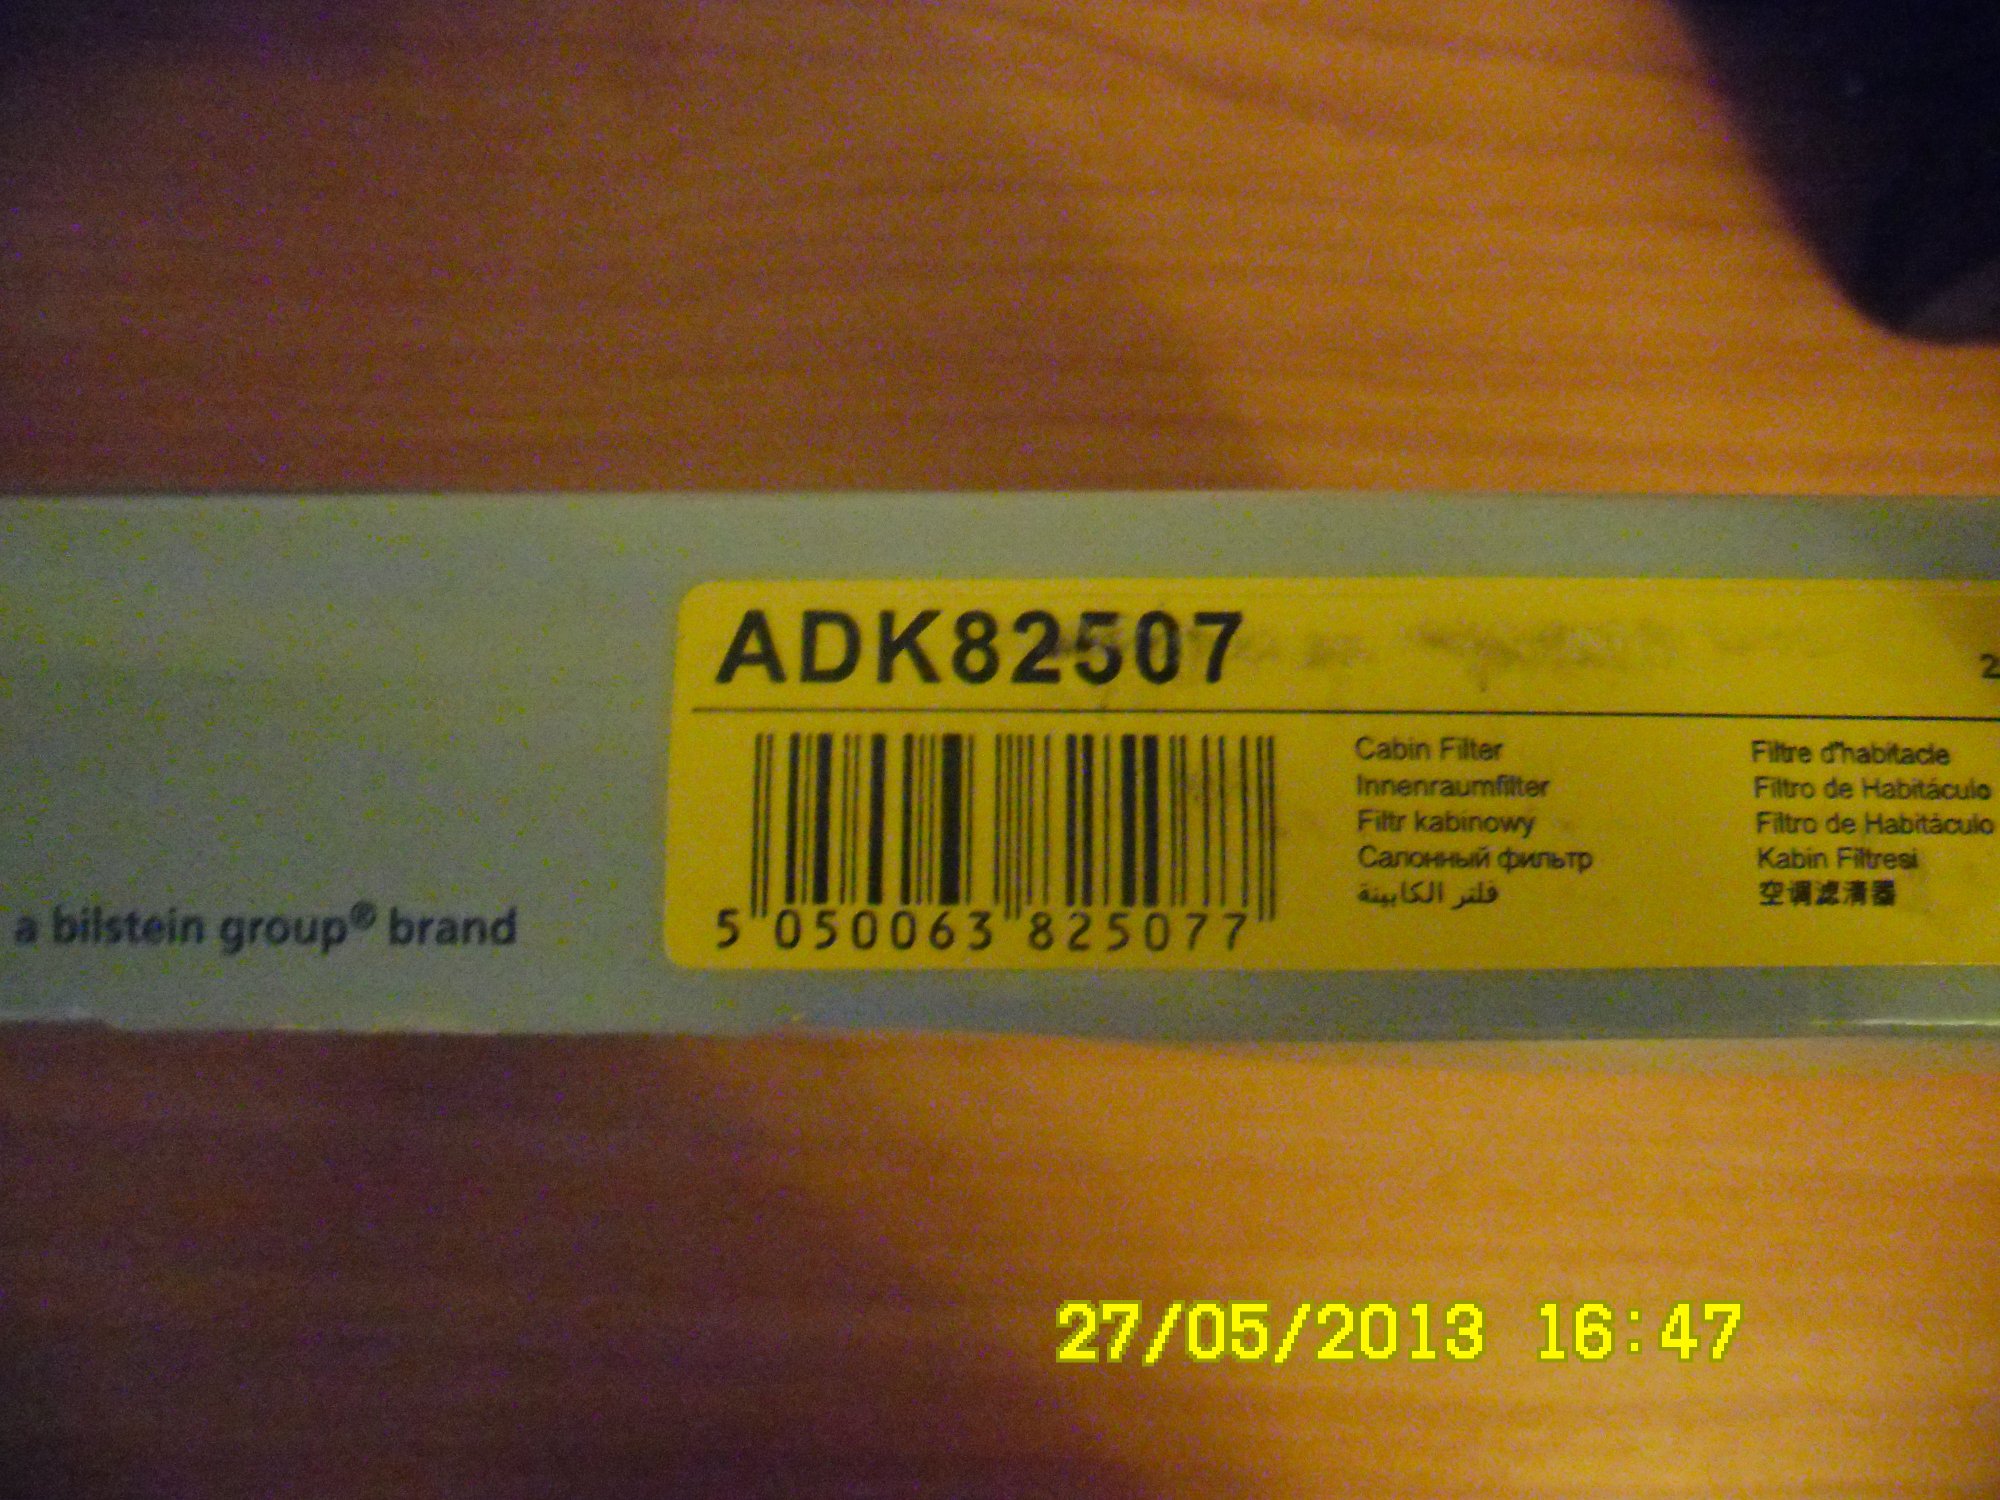 ADK82507
2
Cabin Filter
Innenraumfilter
Filtr kabinowy
Салонный фильтр
فلتر الكابينة
Filtre d'habitacle
Filtro de Habitáculo
Filtro de Habitáculo
Kabin Filtresi
空调滤清器
5 050063 825077
a bilstein group® brand
27/05/2013 16:47